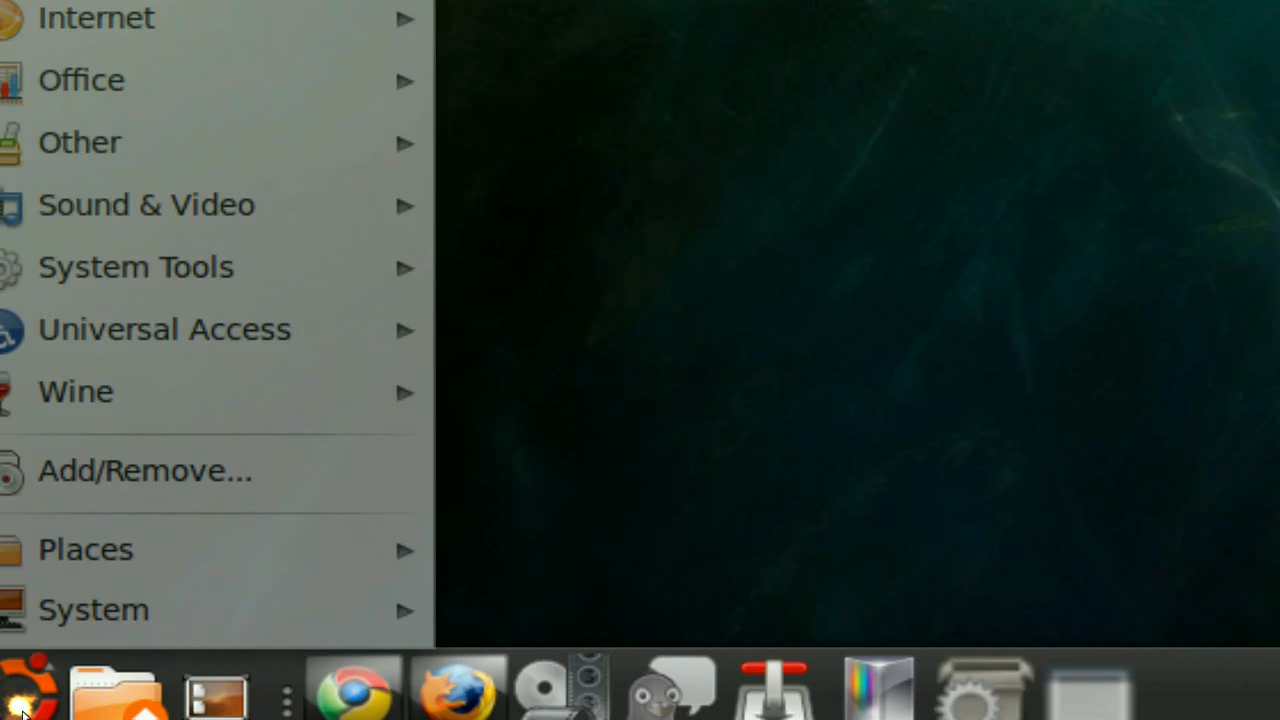 Internet
Office
Other
Sound & Video
System Tools
Universal Access
Wine
Add/Remove...
Places
System